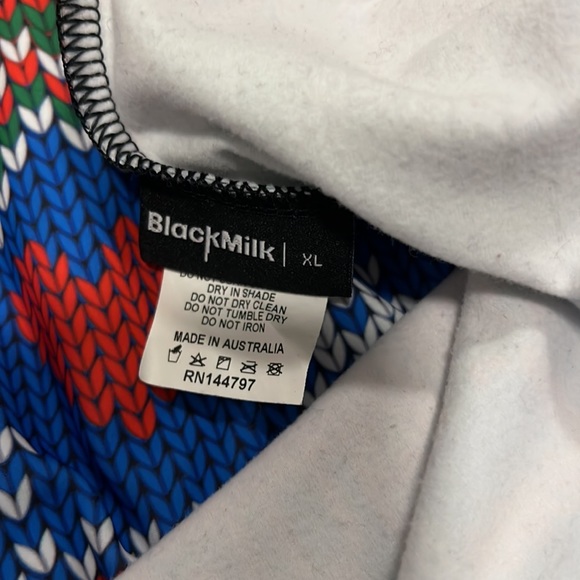 BlackMilk | XL
DRY IN SHADE
DO NOT DRY CLEAN
DO NOT TUMBLE DRY
DO NOT IRON
MADE IN AUSTRALIA
RN144797